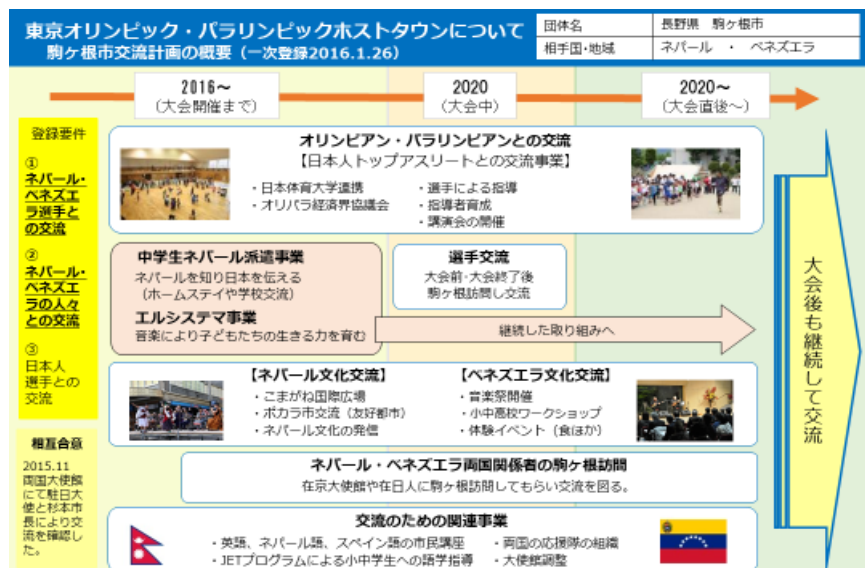 東京オリンピック・パラリンピックホストタウンについて
駒ヶ根市交流計画の概要（一次登録2016.1.26）
団体名
長野県 駒ヶ根市
相手国・地域
ネパール ・ ベネズエラ
2016～
（大会開催まで）
2020
（大会中）
2020～
（大会直後～）
登録要件
①
ネパール・
ベネズエ
ラ選手と
の交流
②
ネパール・
ベネズエ
ラの人々
との交流
③
日本人
選手との
交流
相互合意
2015.11
両国大使館
にて駐日大
使と杉本市
長により交
流を確認し
た。
オリンピアン・パラリンピアンとの交流
【日本人トップアスリートとの交流事業】
・日本体育大学連携
・オリパラ経済界協議会
・選手による指導
・指導者育成
・講演会の開催
中学生ネパール派遣事業
ネパールを知り日本を伝える
（ホームステイや学校交流）
エルシステマ事業
音楽により子どもたちの生きる力を育む
選手交流
大会前・大会終了後
駒ヶ根訪問し交流
継続した取り組みへ
【ネパール文化交流】
・こまがね国際広場
・ポカラ市交流（友好都市）
・ネパール文化の発信
【ベネズエラ文化交流】
・音楽祭開催
・小中高校ワークショップ
・体験イベント（食ほか）
ネパール・ベネズエラ両国関係者の駒ヶ根訪問
在京大使館や在日人に駒ヶ根訪問してもらい交流を図る。
交流のための関連事業
・英語、ネパール語、スペイン語の市民講座
・JETプログラムによる小中学生への語学指導
・両国の応援隊の組織
・大使館調整
大会後も継続して交流